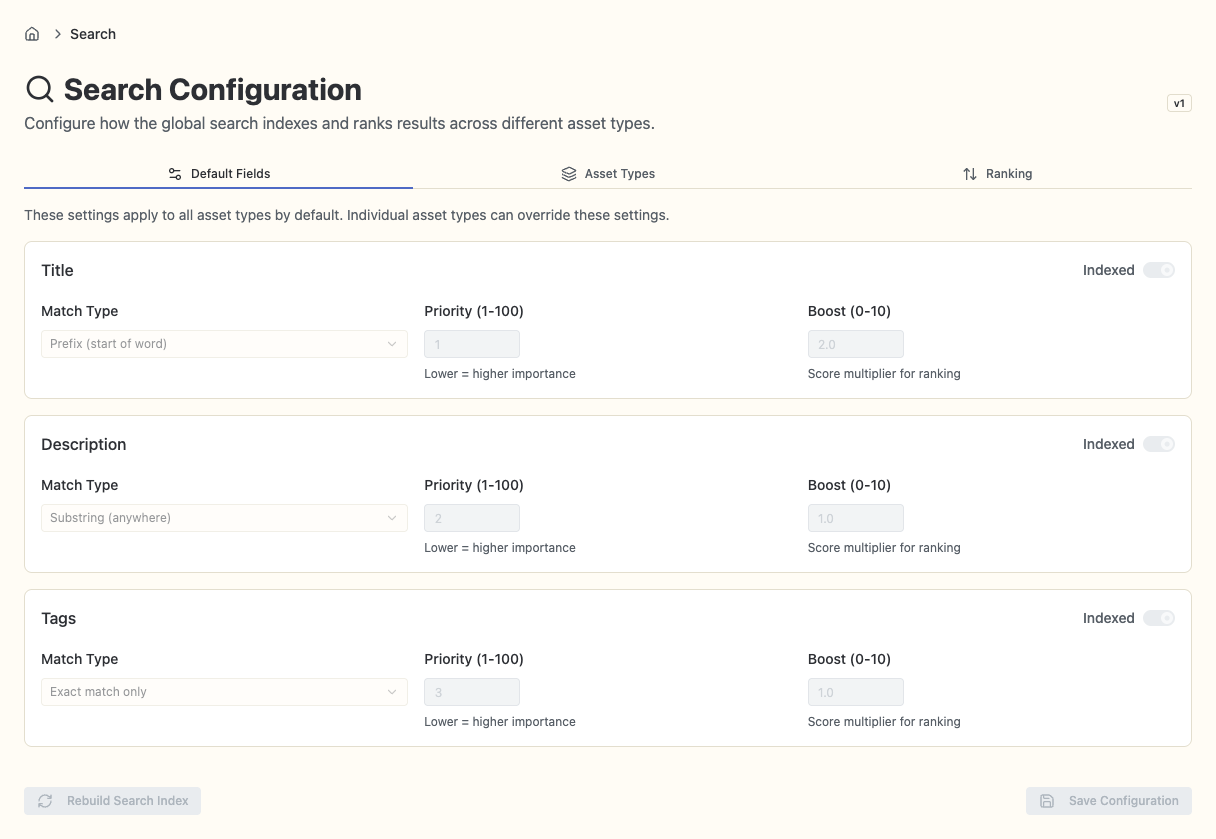 Search
Search Configuration
v1
Configure how the global search indexes and ranks results across different asset types.
Default Fields
Asset Types
Ranking
These settings apply to all asset types by default. Individual asset types can override these settings.
Title
Indexed
Match Type
Priority (1-100)
Boost (0-10)
Prefix (start of word)
1
2.0
Lower = higher importance
Score multiplier for ranking
Description
Indexed
Match Type
Priority (1-100)
Boost (0-10)
Substring (anywhere)
2
1.0
Lower = higher importance
Score multiplier for ranking
Tags
Indexed
Match Type
Priority (1-100)
Boost (0-10)
Exact match only
3
1.0
Lower = higher importance
Score multiplier for ranking
Rebuild Search Index
Save Configuration